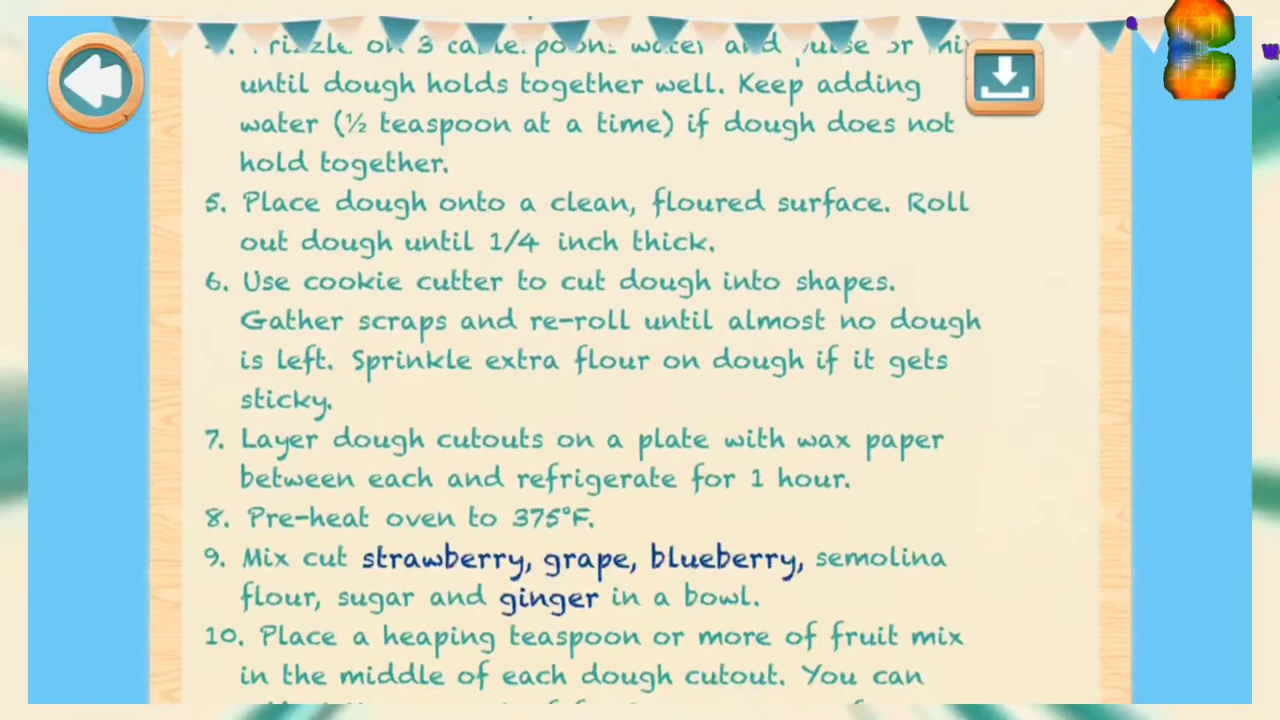 on 3 water and or
until dough holds together well. Keep adding
water (½ teaspoon at a time) if dough does not
hold together.
5. Place dough onto a clean, floured surface. Roll
out dough until 1/4 inch thick.
6. Use cookie cutter to cut dough into shapes.
Gather scraps and re-roll until almost no dough
is left. Sprinkle extra flour on dough if it gets
sticky.
7. Layer dough cutouts on a plate with wax paper
between each and refrigerate for 1 hour.
8. Pre-heat oven to 375°F.
9. Mix cut strawberry, grape, blueberry, semolina
flour, sugar and ginger in a bowl.
10. Place a heaping teaspoon or more of fruit mix
in the middle of each dough cutout. You can